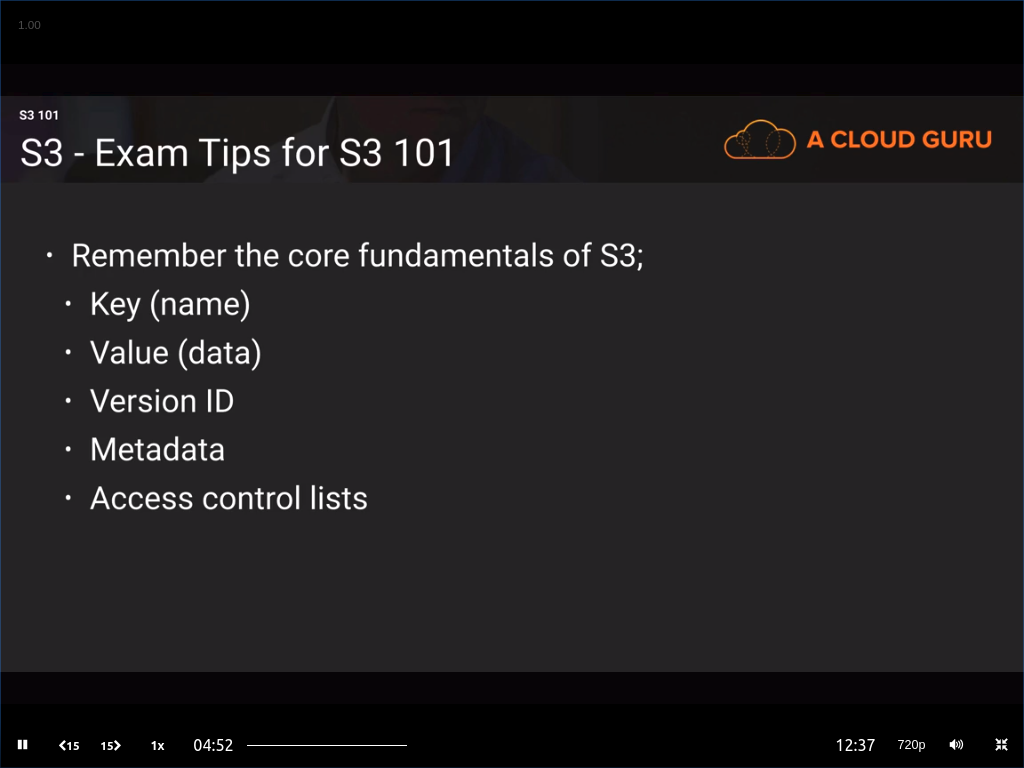 1.00
S3 101
S3 - Exam Tips for S3 101
A CLOUD GURU
• Remember the core fundamentals of S3;
• Key (name)
• Value (data)
• Version ID
• Metadata
• Access control lists
15 15 1x 04:52 12:37 720p